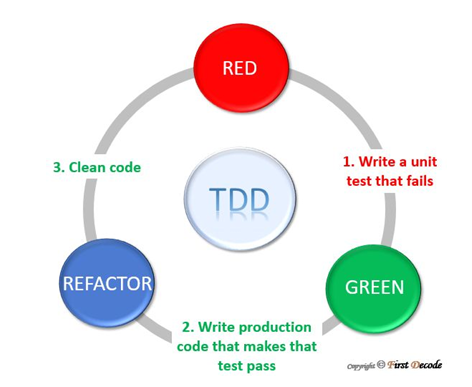 RED
1. Write a unit
test that fails
3. Clean code
TDD
REFACTOR
GREEN
2. Write production
code that makes that
test pass
Copyright © First Decode